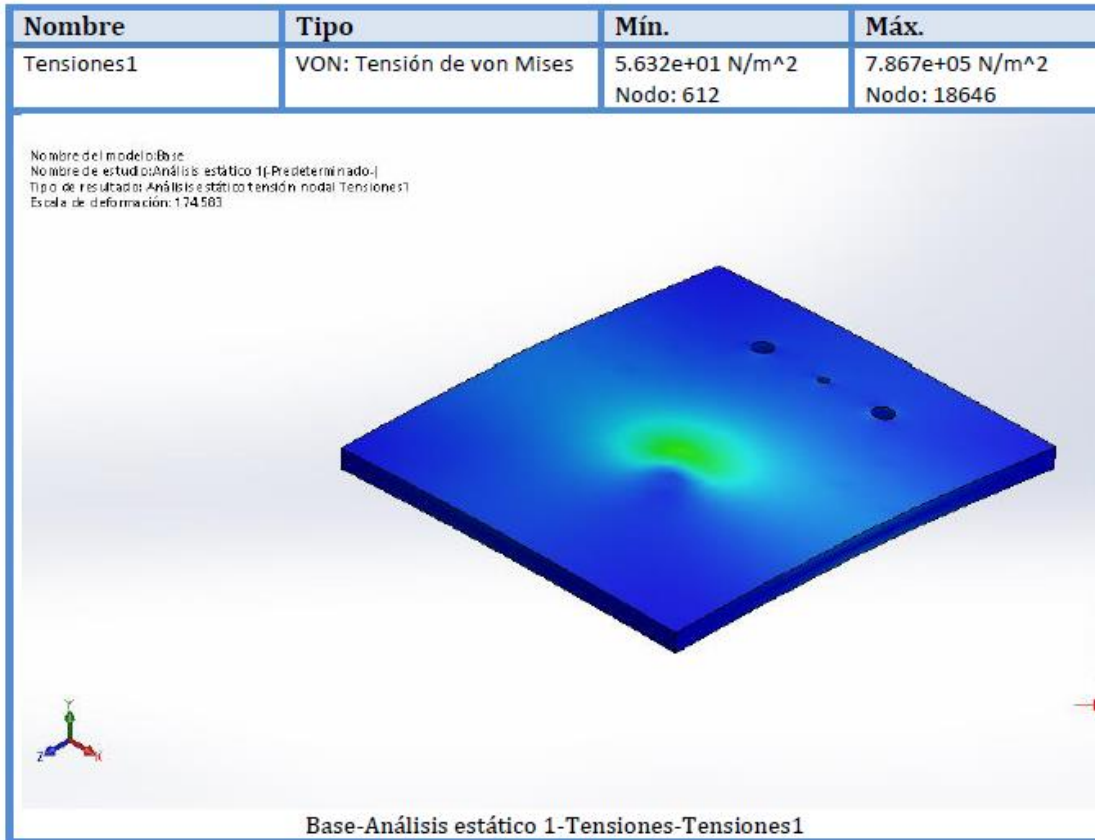 Nombre Tipo Mín. Máx.
Tensiones1 VON: Tensión de von Mises 5.632e+01 N/m^2 7.867e+05 N/m^2
Nodo: 612 Nodo: 18646
Nombre del modelo:Base
Nombre de estudio:Análisis estático 1(-Predeterminado-)
Tipo de resultado: Análisis estático tensión nodal Tensiones1
Escala de deformación: 174.583
Y
Z X
Base-Análisis estático 1-Tensiones-Tensiones1